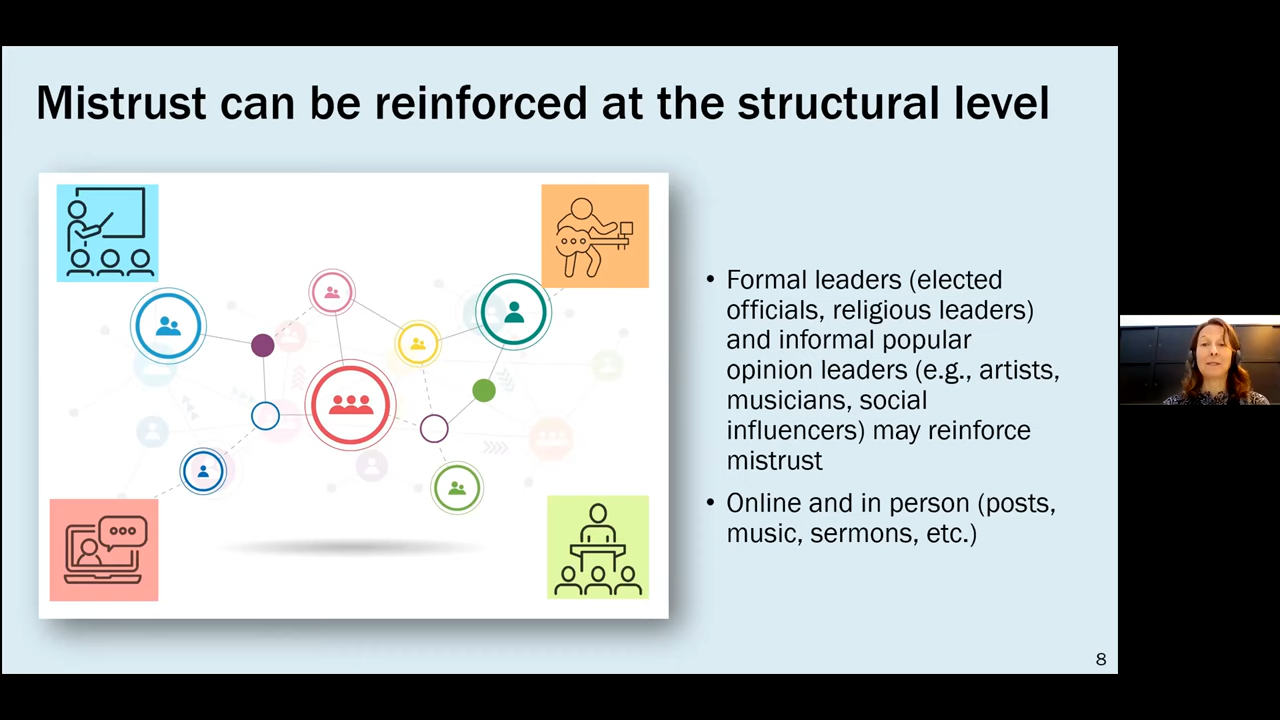 Mistrust can be reinforced at the structural level
• Formal leaders (elected
officials, religious leaders)
and informal popular
opinion leaders (e.g., artists,
musicians, social
influencers) may reinforce
mistrust
• Online and in person (posts,
music, sermons, etc.)
8